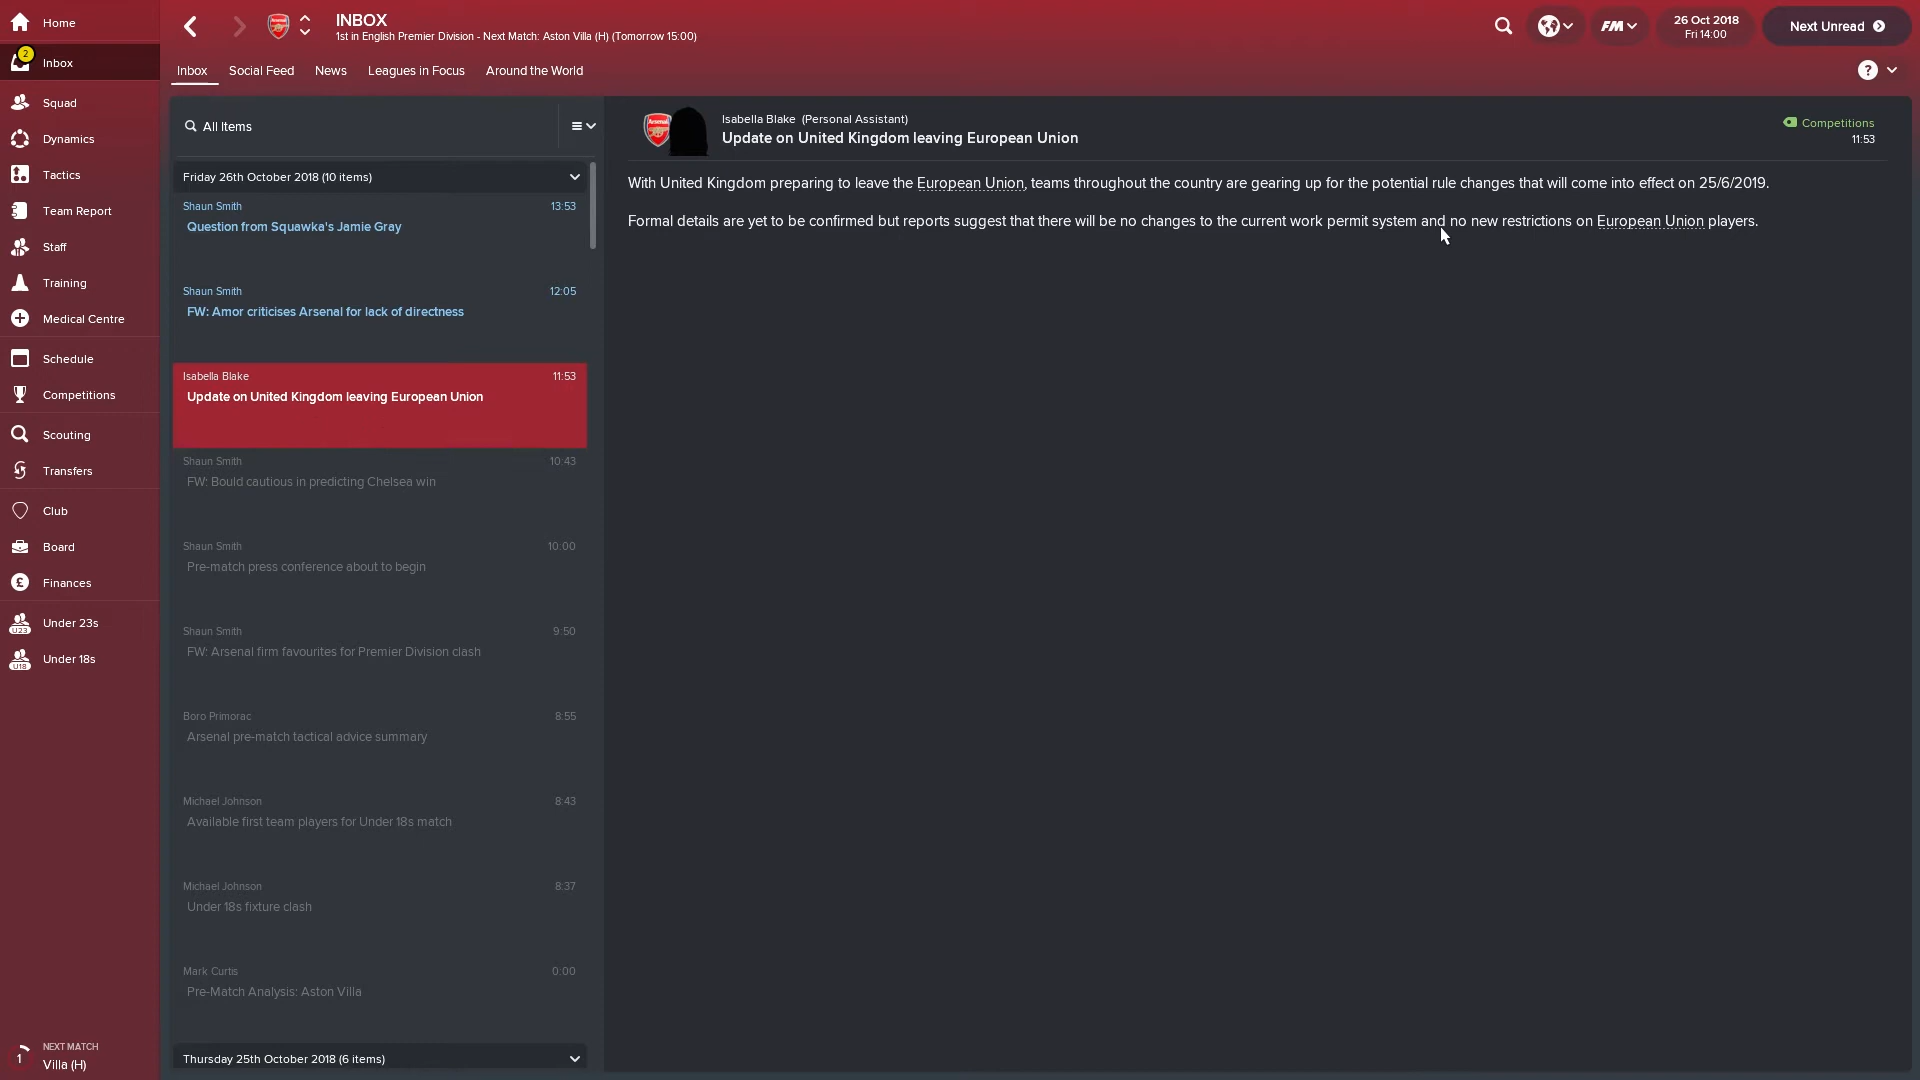 Home
2
Inbox
Squad
Dynamics
Tactics
Team Report
Staff
Training
Medical Centre
Schedule
Competitions
Scouting
Transfers
Club
Board
Finances
U23
Under 23s
U18
Under 18s
1
NEXT MATCH
Villa (H)
Arsenal
INBOX
1st in English Premier Division - Next Match: Aston Villa (H) (Tomorrow 15:00)
FM
26 Oct 2018
Fri 14:00
Next Unread
Inbox Social Feed News Leagues in Focus Around the World
?
All Items
Friday 26th October 2018 (10 items)
Shaun Smith 13:53
Question from Squawka's Jamie Gray
Shaun Smith 12:05
FW: Amor criticises Arsenal for lack of directness
Isabella Blake 11:53
Update on United Kingdom leaving European Union
Shaun Smith 10:43
FW: Bould cautious in predicting Chelsea win
Shaun Smith 10:00
Pre-match press conference about to begin
Shaun Smith 9:50
FW: Arsenal firm favourites for Premier Division clash
Boro Primorac 8:55
Arsenal pre-match tactical advice summary
Michael Johnson 8:43
Available first team players for Under 18s match
Michael Johnson 8:37
Under 18s fixture clash
Mark Curtis 0:00
Pre-Match Analysis: Aston Villa
Thursday 25th October 2018 (6 items)
Arsenal
Isabella Blake (Personal Assistant)
Update on United Kingdom leaving European Union
Competitions
11:53
With United Kingdom preparing to leave the European Union, teams throughout the country are gearing up for the potential rule changes that will come into effect on 25/6/2019.
Formal details are yet to be confirmed but reports suggest that there will be no changes to the current work permit system and no new restrictions on European Union players.